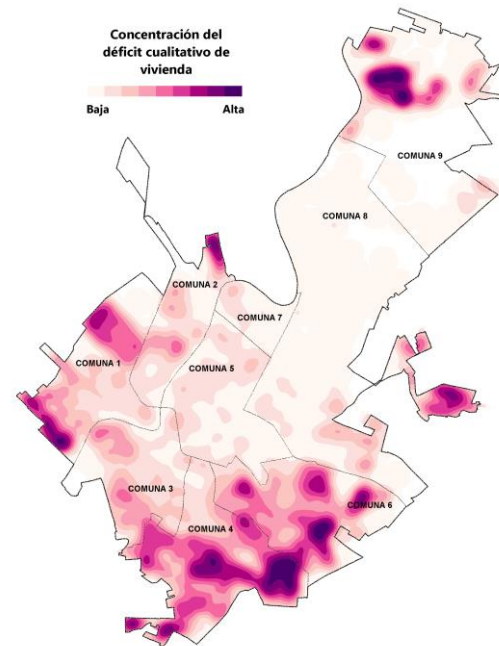 Concentración del
déficit cualitativo de
vivienda
Baja Alta
COMUNA 9
COMUNA 8
COMUNA 2
COMUNA 7
COMUNA 1
COMUNA 5
COMUNA 3
COMUNA 6
COMUNA 4